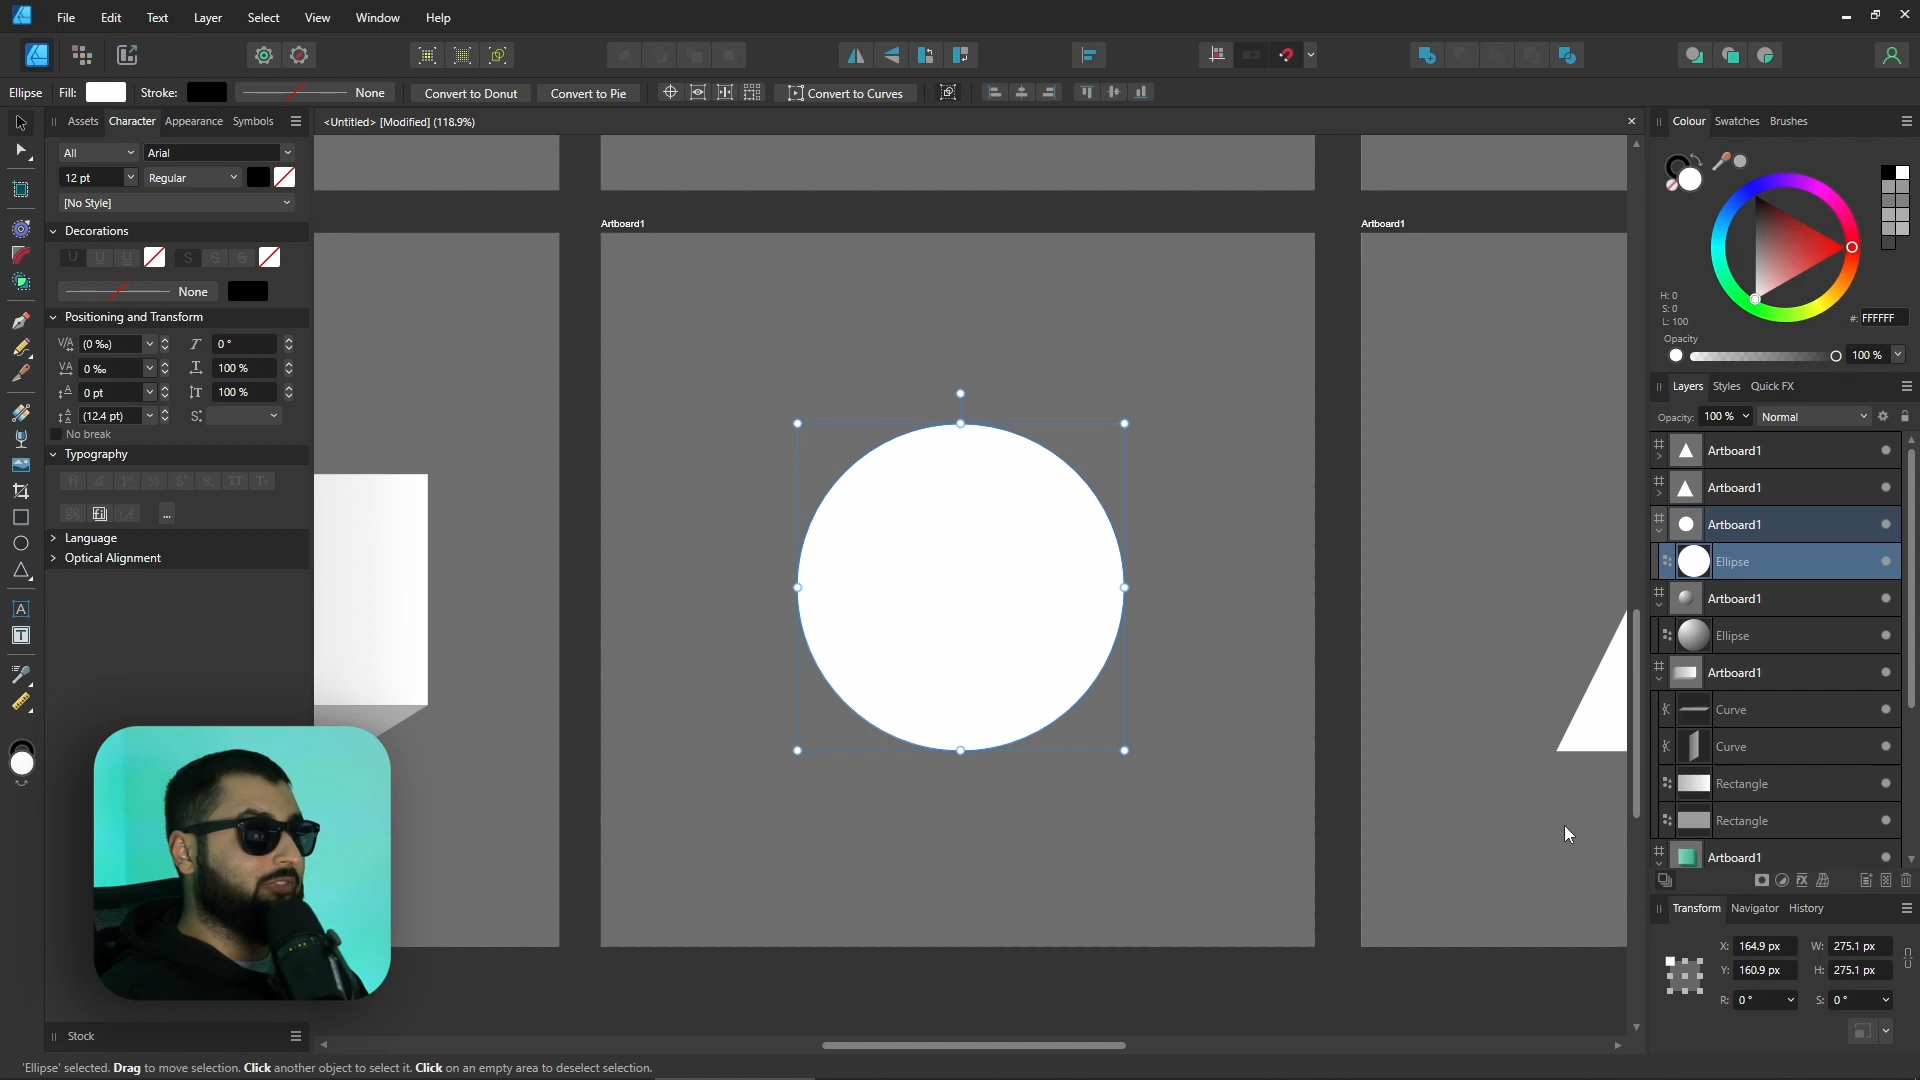 File Edit Text Layer Select View Window Help
Ellipse Fill: Stroke: None Convert to Donut Convert to Pie Convert to Curves
Assets Character Appearance Symbols
<Untitled> [Modified] (118.9%)
Colour Swatches Brushes
All Arial
12 pt Regular
[No Style]
Decorations
None
Positioning and Transform
(0 ‰) 0 °
0 ‰ 100 %
0 pt 100 %
(12.4 pt)
No break
Typography
...
Language
Optical Alignment
Stock
Artboard1
Artboard1
H: 0
S: 0
L: 100
#: FFFFFF
Opacity
100 %
Layers Styles Quick FX
Opacity: 100 % Normal
Artboard1
Artboard1
Artboard1
Ellipse
Artboard1
Ellipse
Artboard1
Curve
Curve
Rectangle
Rectangle
Artboard1
Transform Navigator History
X: 164.9 px W: 275.1 px
Y: 160.9 px H: 275.1 px
R: 0 ° S: 0 °
'Ellipse' selected. Drag to move selection. Click another object to select it. Click on an empty area to deselect selection.